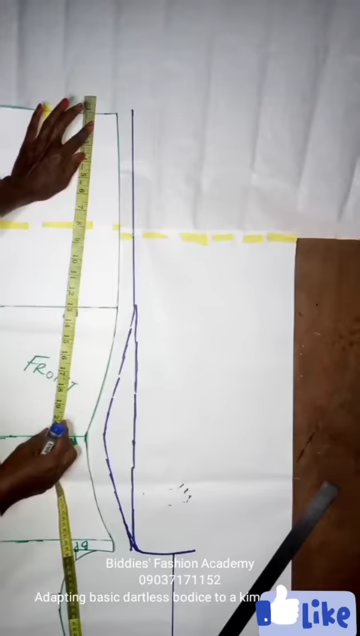 FRONT
Biddies' Fashion Academy
09037171152
Adapting basic dartless bodice to a kim
Like